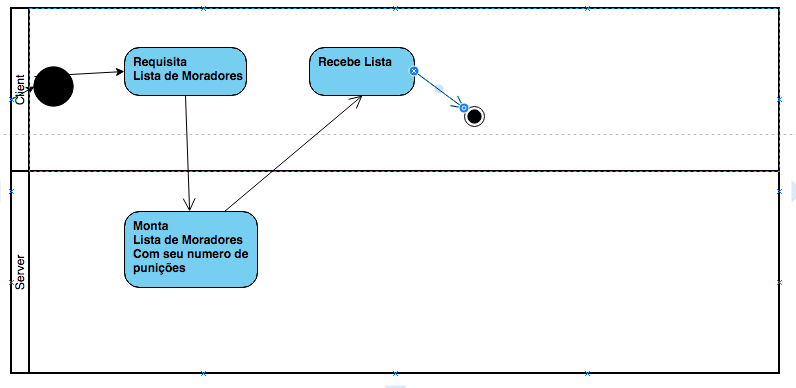 Client
Requisita
Lista de Moradores
Recebe Lista
Server
Monta
Lista de Moradores
Com seu numero de
punições